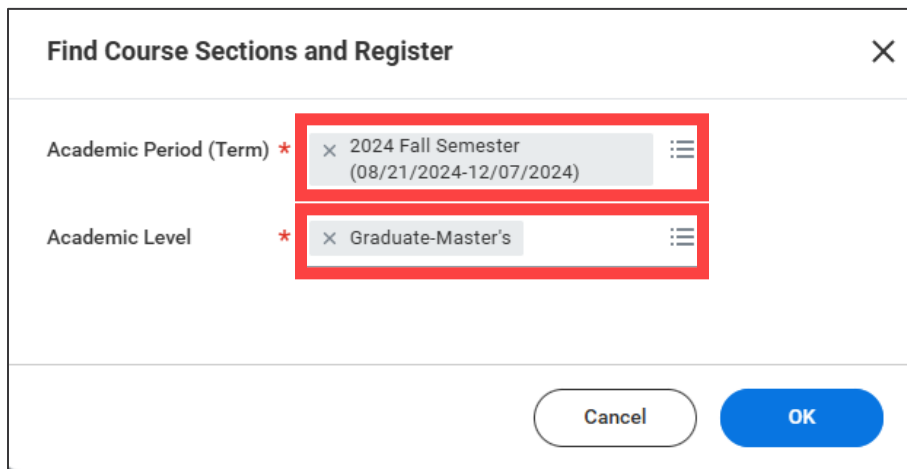 Find Course Sections and Register
Academic Period (Term) * × 2024 Fall Semester
(08/21/2024-12/07/2024)
Academic Level * × Graduate-Master's
Cancel OK